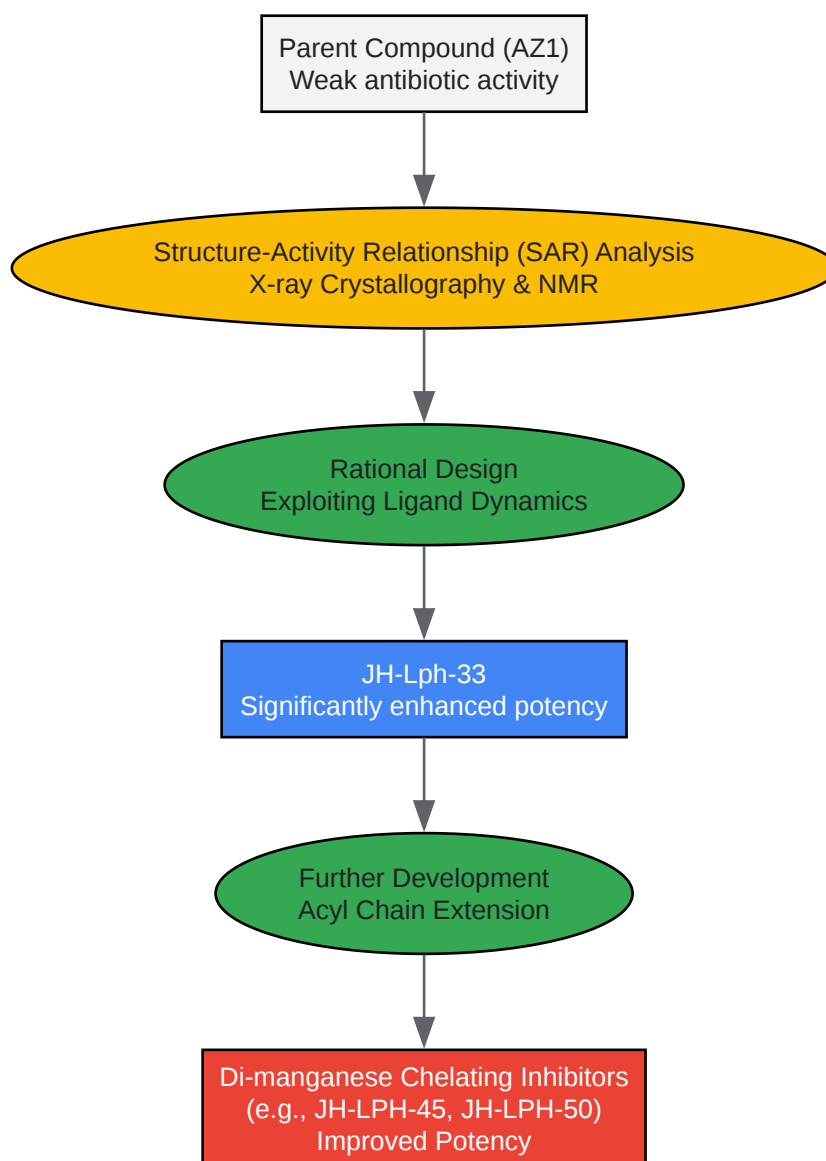 Parent Compound (AZ1)
Weak antibiotic activity
Structure-Activity Relationship (SAR) Analysis
X-ray Crystallography & NMR
Rational Design
Exploiting Ligand Dynamics
JH-Lph-33
Significantly enhanced potency
Further Development
Acyl Chain Extension
Di-manganese Chelating Inhibitors
(e.g., JH-LPH-45, JH-LPH-50)
Improved Potency